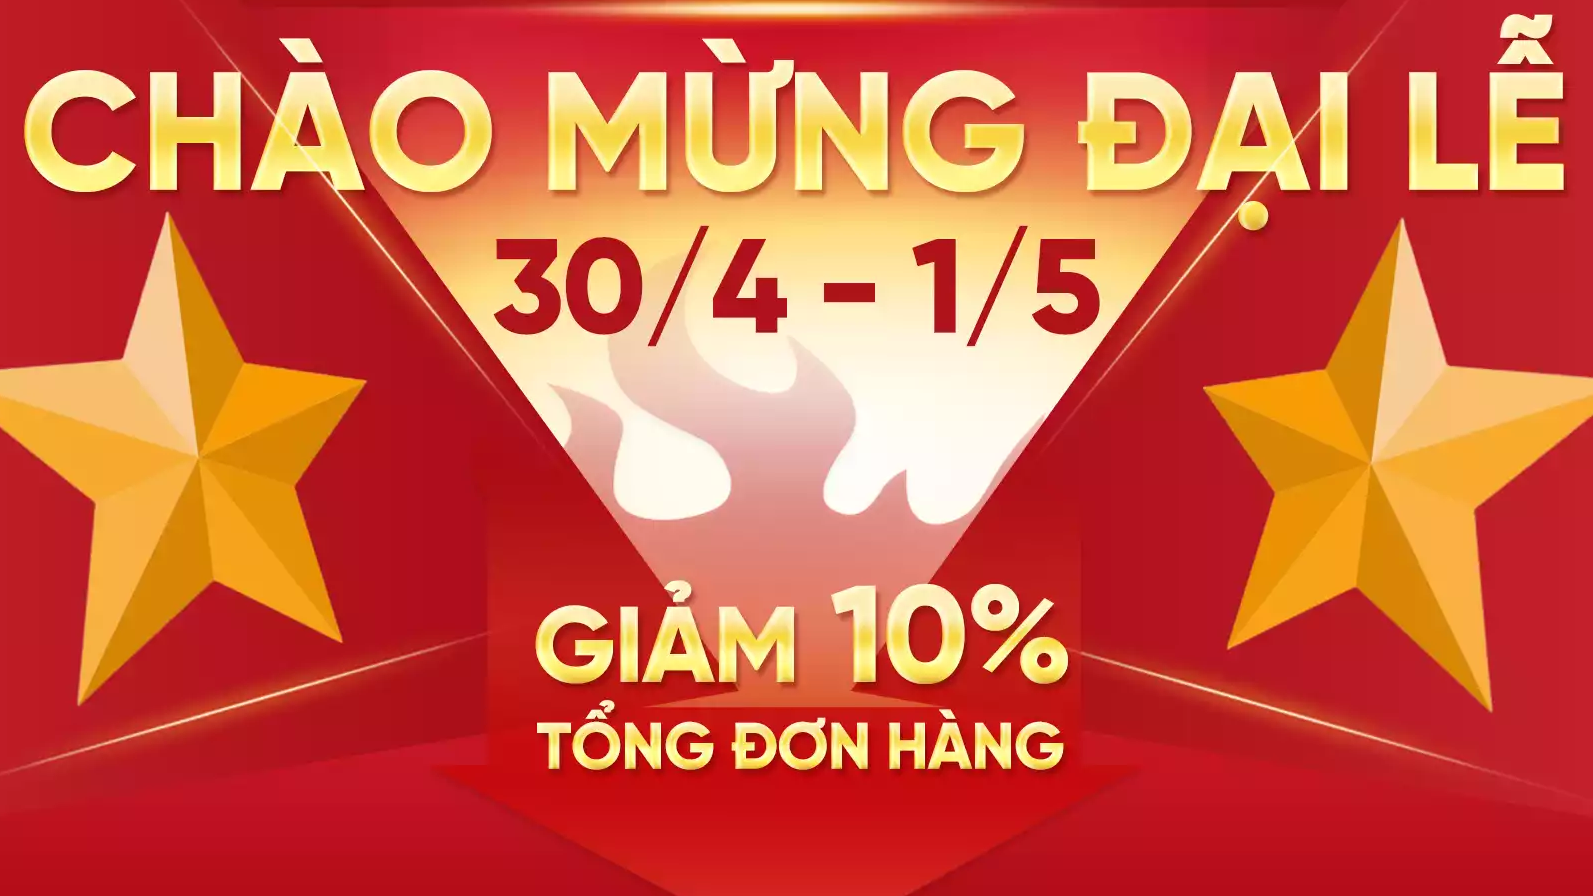 CHÀO MỪNG ĐẠI LỄ
30/4 - 1/5
GIẢM 10%
TỔNG ĐƠN HÀNG